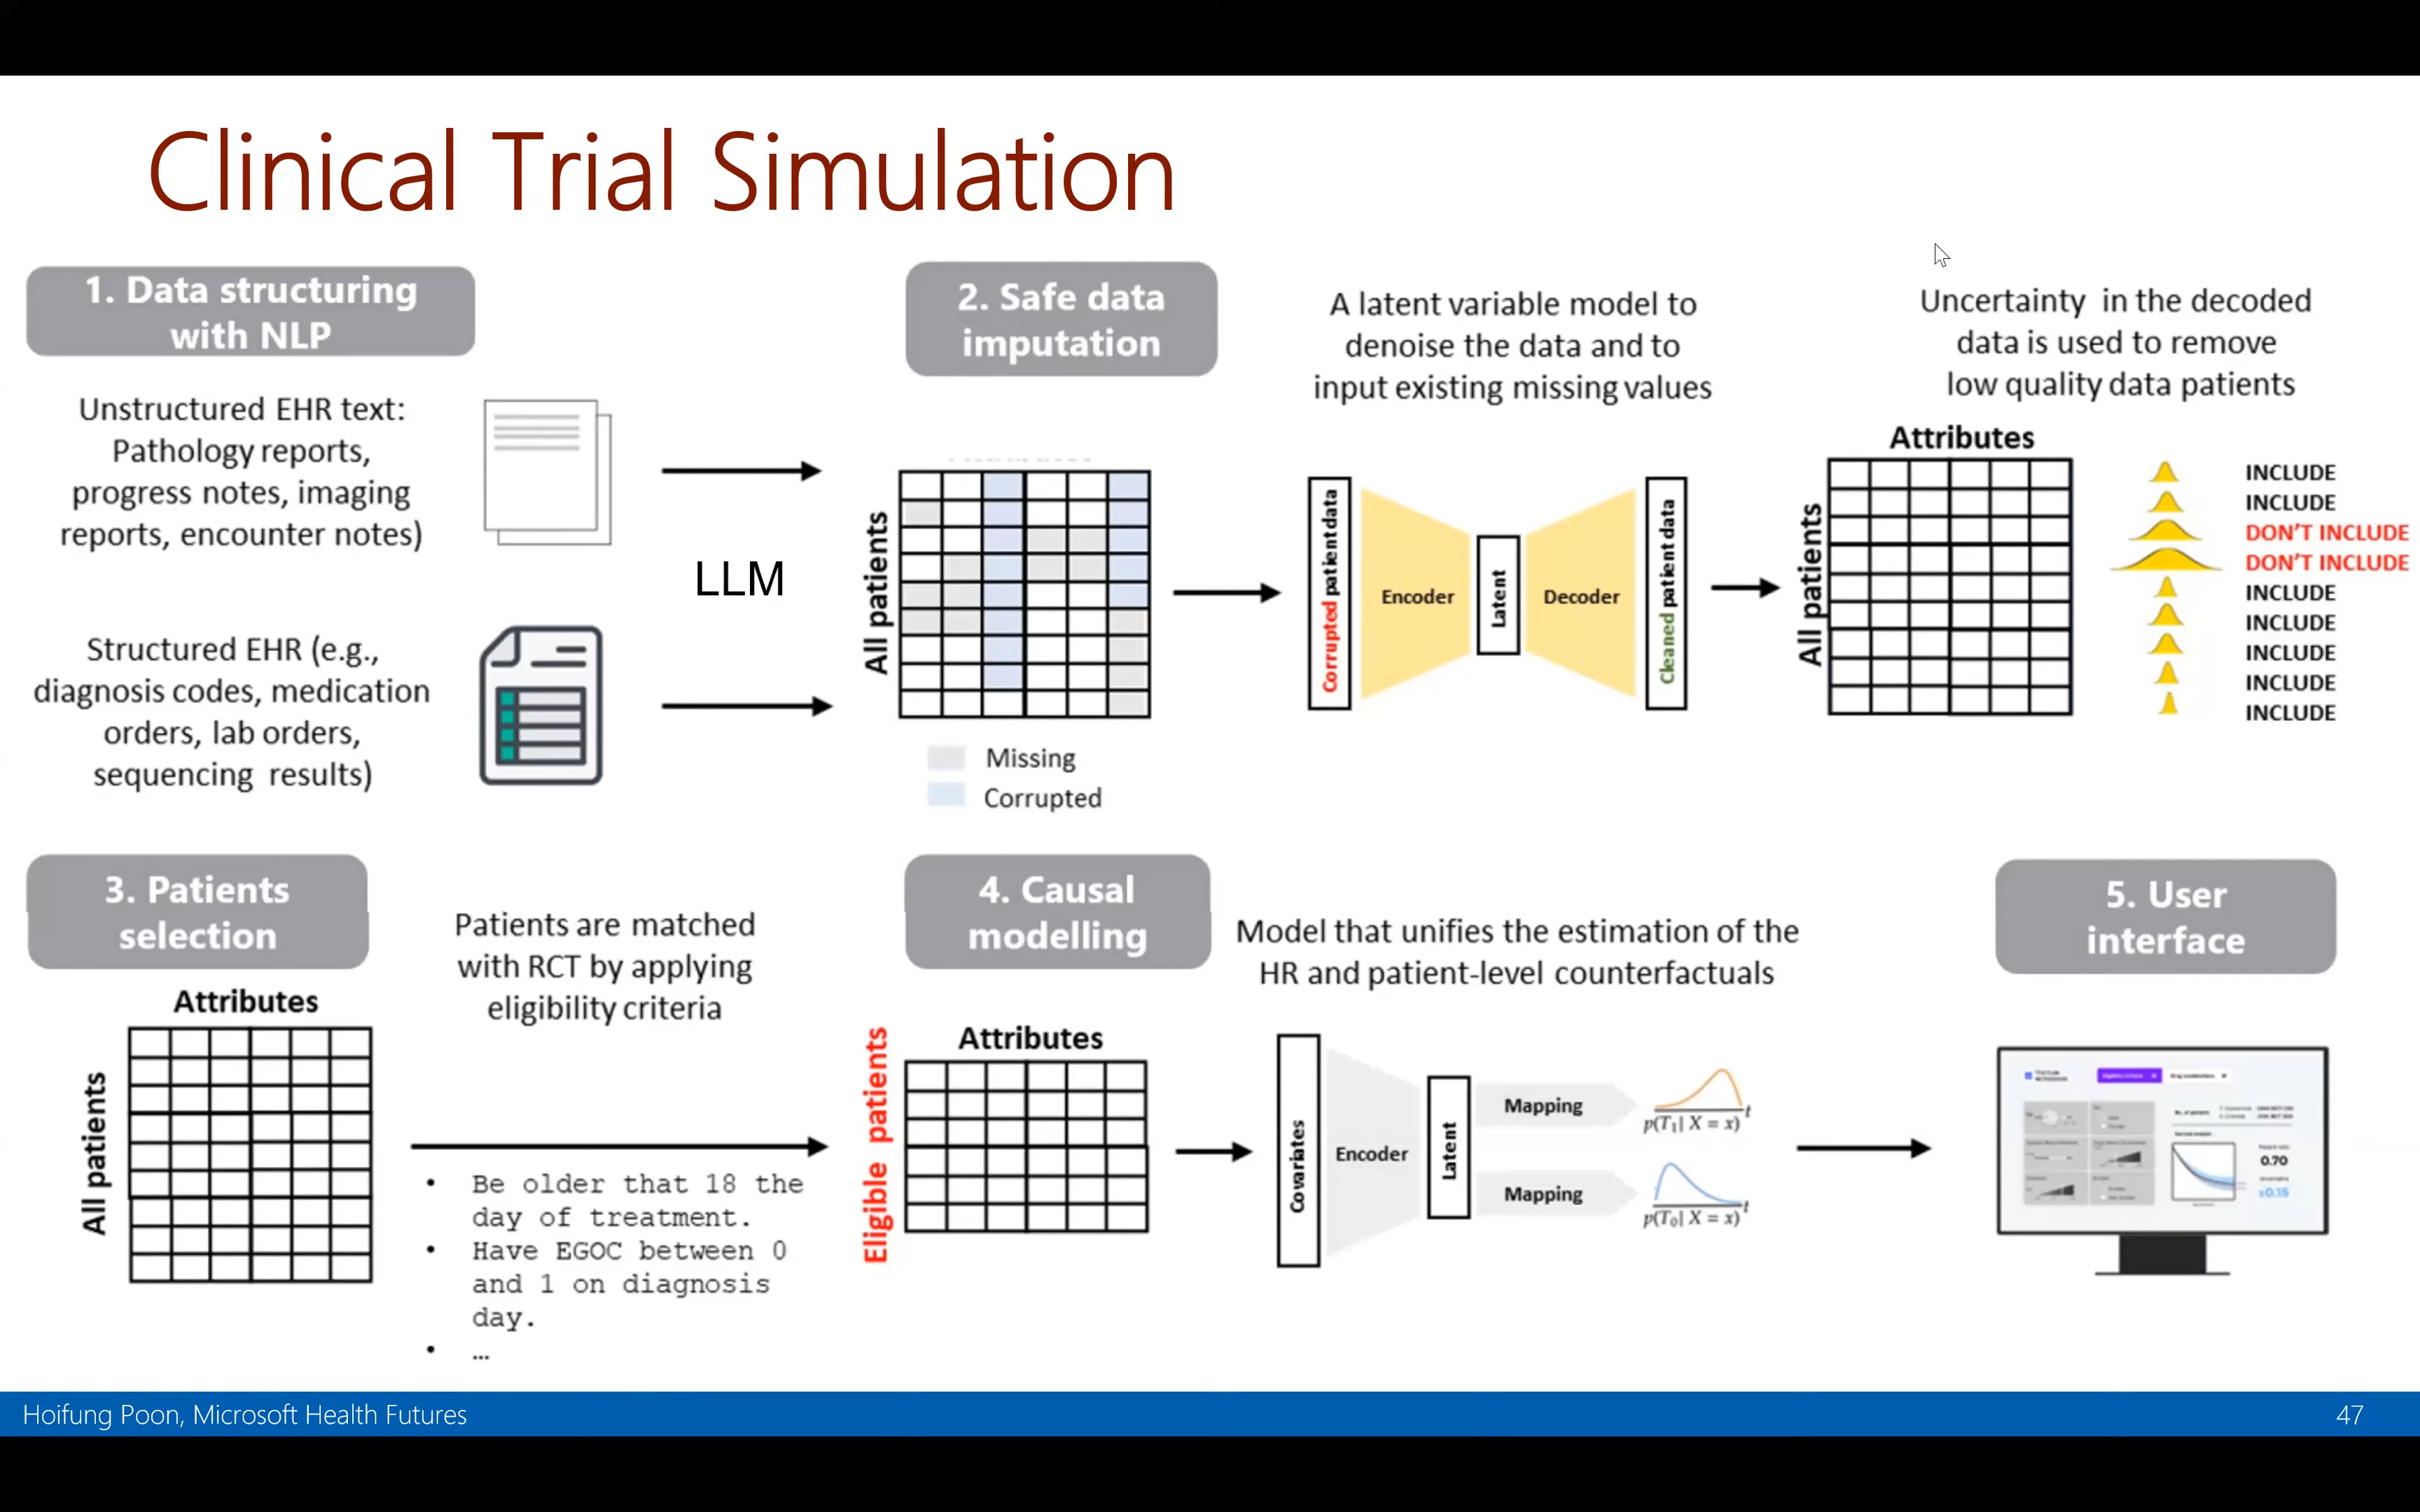 Clinical Trial Simulation
1. Data structuring
with NLP
Unstructured EHR text:
Pathology reports,
progress notes, imaging
reports, encounter notes)
Structured EHR (e.g.,
diagnosis codes, medication
orders, lab orders,
sequencing results)
LLM
2. Safe data
imputation
All patients
Missing
Corrupted
A latent variable model to
denoise the data and to
input existing missing values
Corrupted patient data
Encoder
Latent
Decoder
Cleaned patient data
Uncertainty in the decoded
data is used to remove
low quality data patients
Attributes
All patients
INCLUDE
INCLUDE
DON'T INCLUDE
DON'T INCLUDE
INCLUDE
INCLUDE
INCLUDE
INCLUDE
INCLUDE
3. Patients
selection
Attributes
All patients
Patients are matched
with RCT by applying
eligibility criteria
• Be older that 18 the
day of treatment.
• Have EGOC between 0
and 1 on diagnosis
day.
• …
4. Causal
modelling
Attributes
Eligible patients
Model that unifies the estimation of the
HR and patient-level counterfactuals
Covariates
Encoder
Latent
Mapping
t
p(T₁| X = x)
Mapping
t
p(T₀| X = x)
5. User
interface
0.70
±0.15
Hoifung Poon, Microsoft Health Futures
47